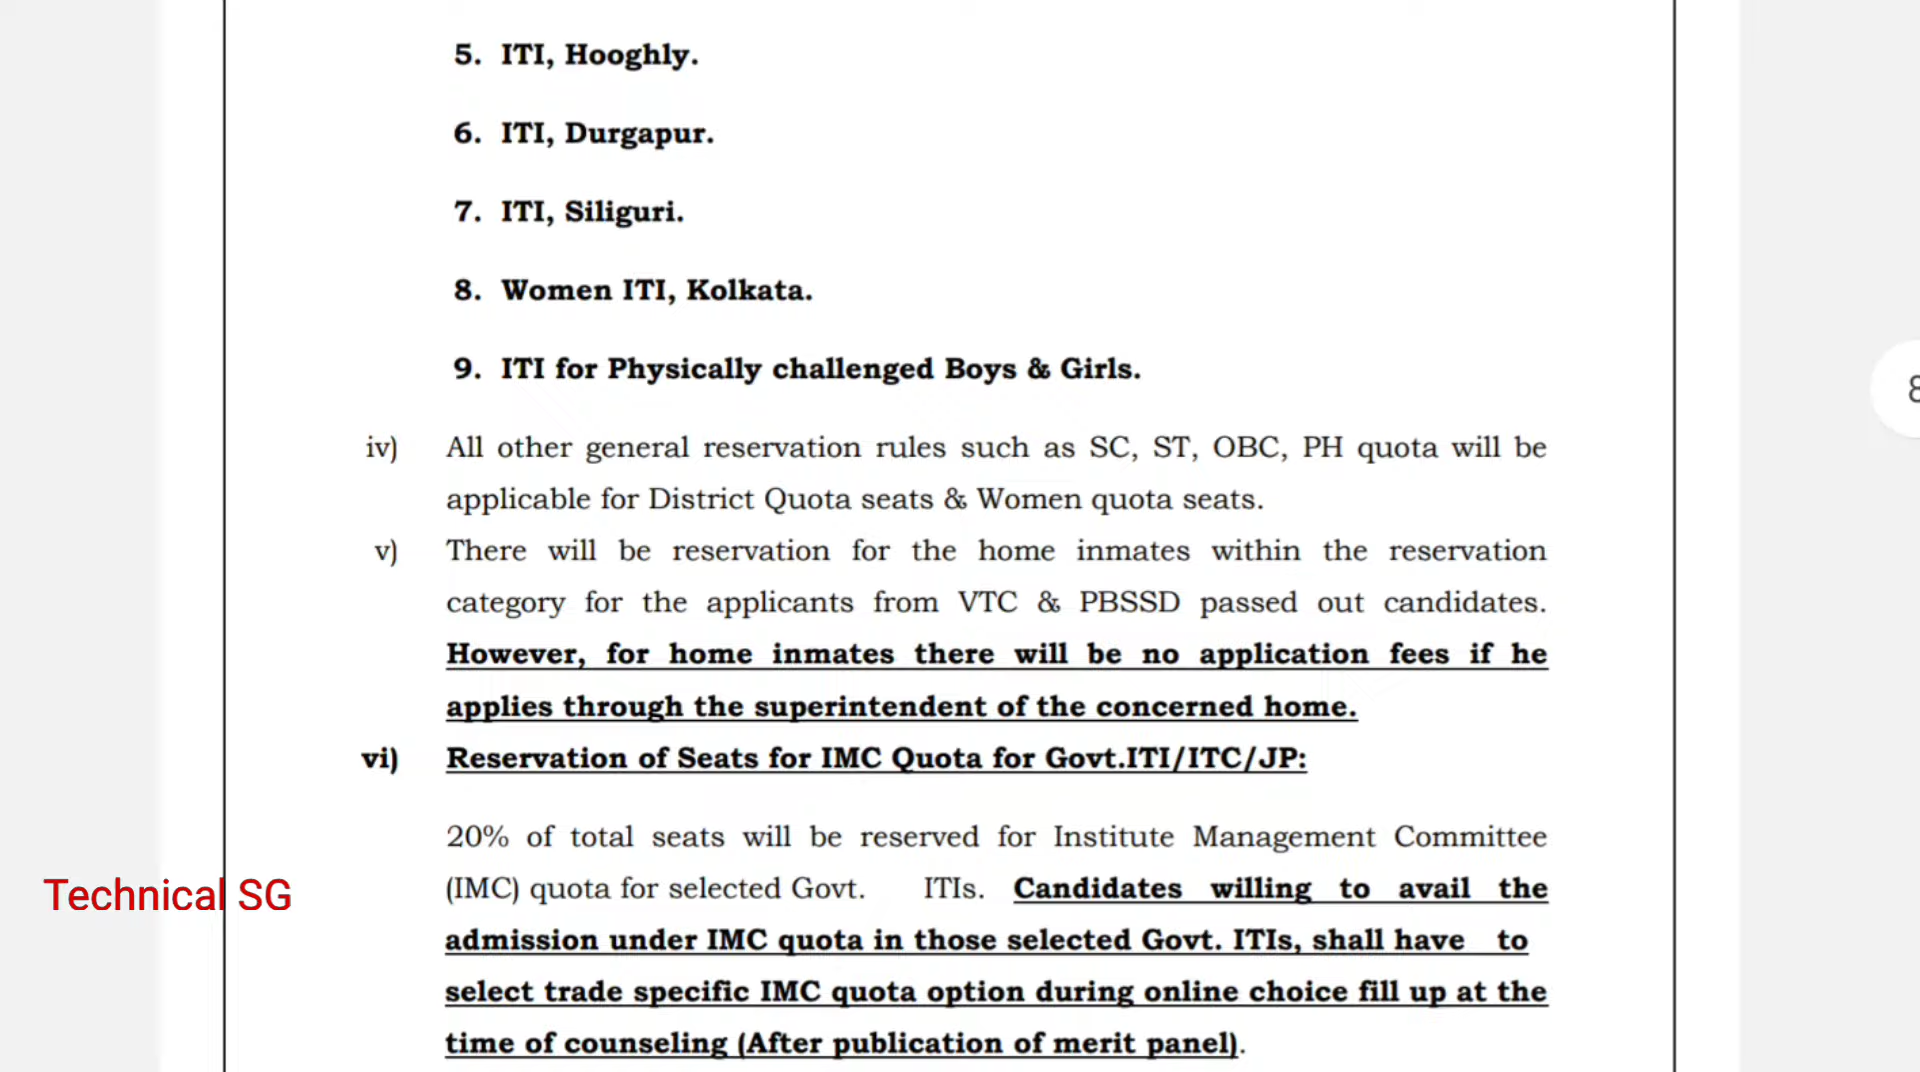 5. ITI, Hooghly.
6. ITI, Durgapur.
7. ITI, Siliguri.
8. Women ITI, Kolkata.
9. ITI for Physically challenged Boys & Girls.
iv) All other general reservation rules such as SC, ST, OBC, PH quota will be
applicable for District Quota seats & Women quota seats.
v) There will be reservation for the home inmates within the reservation
category for the applicants from VTC & PBSSD passed out candidates.
However, for home inmates there will be no application fees if he
applies through the superintendent of the concerned home.
vi) Reservation of Seats for IMC Quota for Govt.ITI/ITC/JP:
20% of total seats will be reserved for Institute Management Committee
(IMC) quota for selected Govt. ITIs. Candidates willing to avail the
admission under IMC quota in those selected Govt. ITIs, shall have to
select trade specific IMC quota option during online choice fill up at the
time of counseling (After publication of merit panel).
Technical SG
8